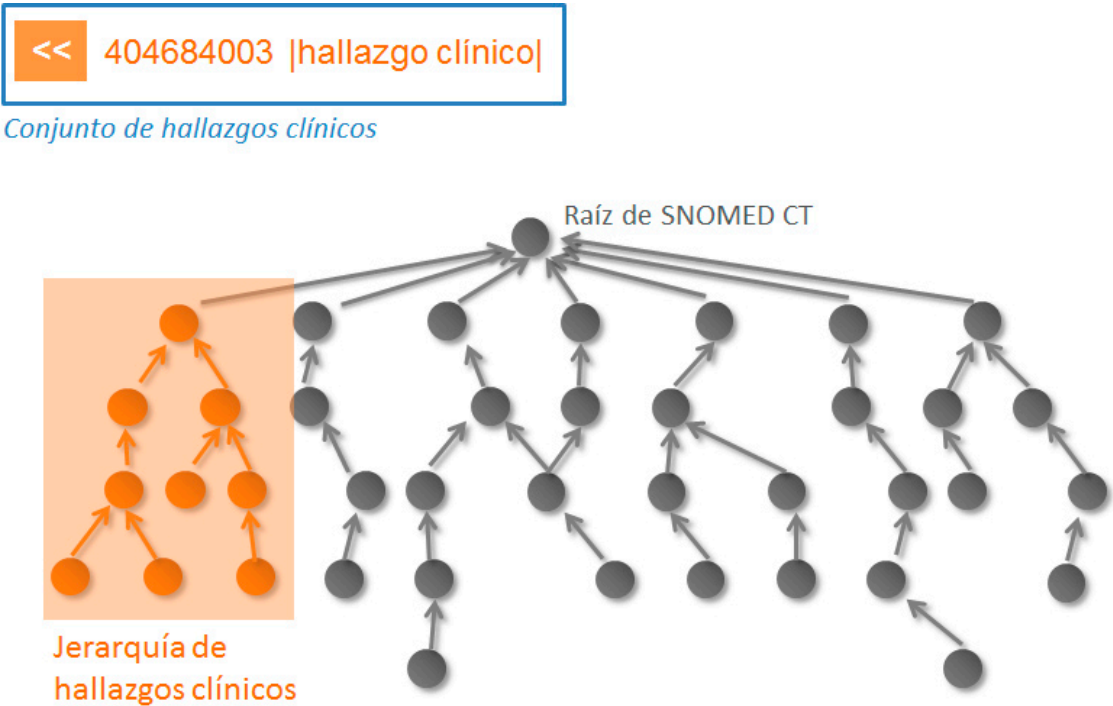 << 404684003 |hallazgo clínico|
Conjunto de hallazgos clínicos
Raíz de SNOMED CT
Jerarquía de
hallazgos clínicos